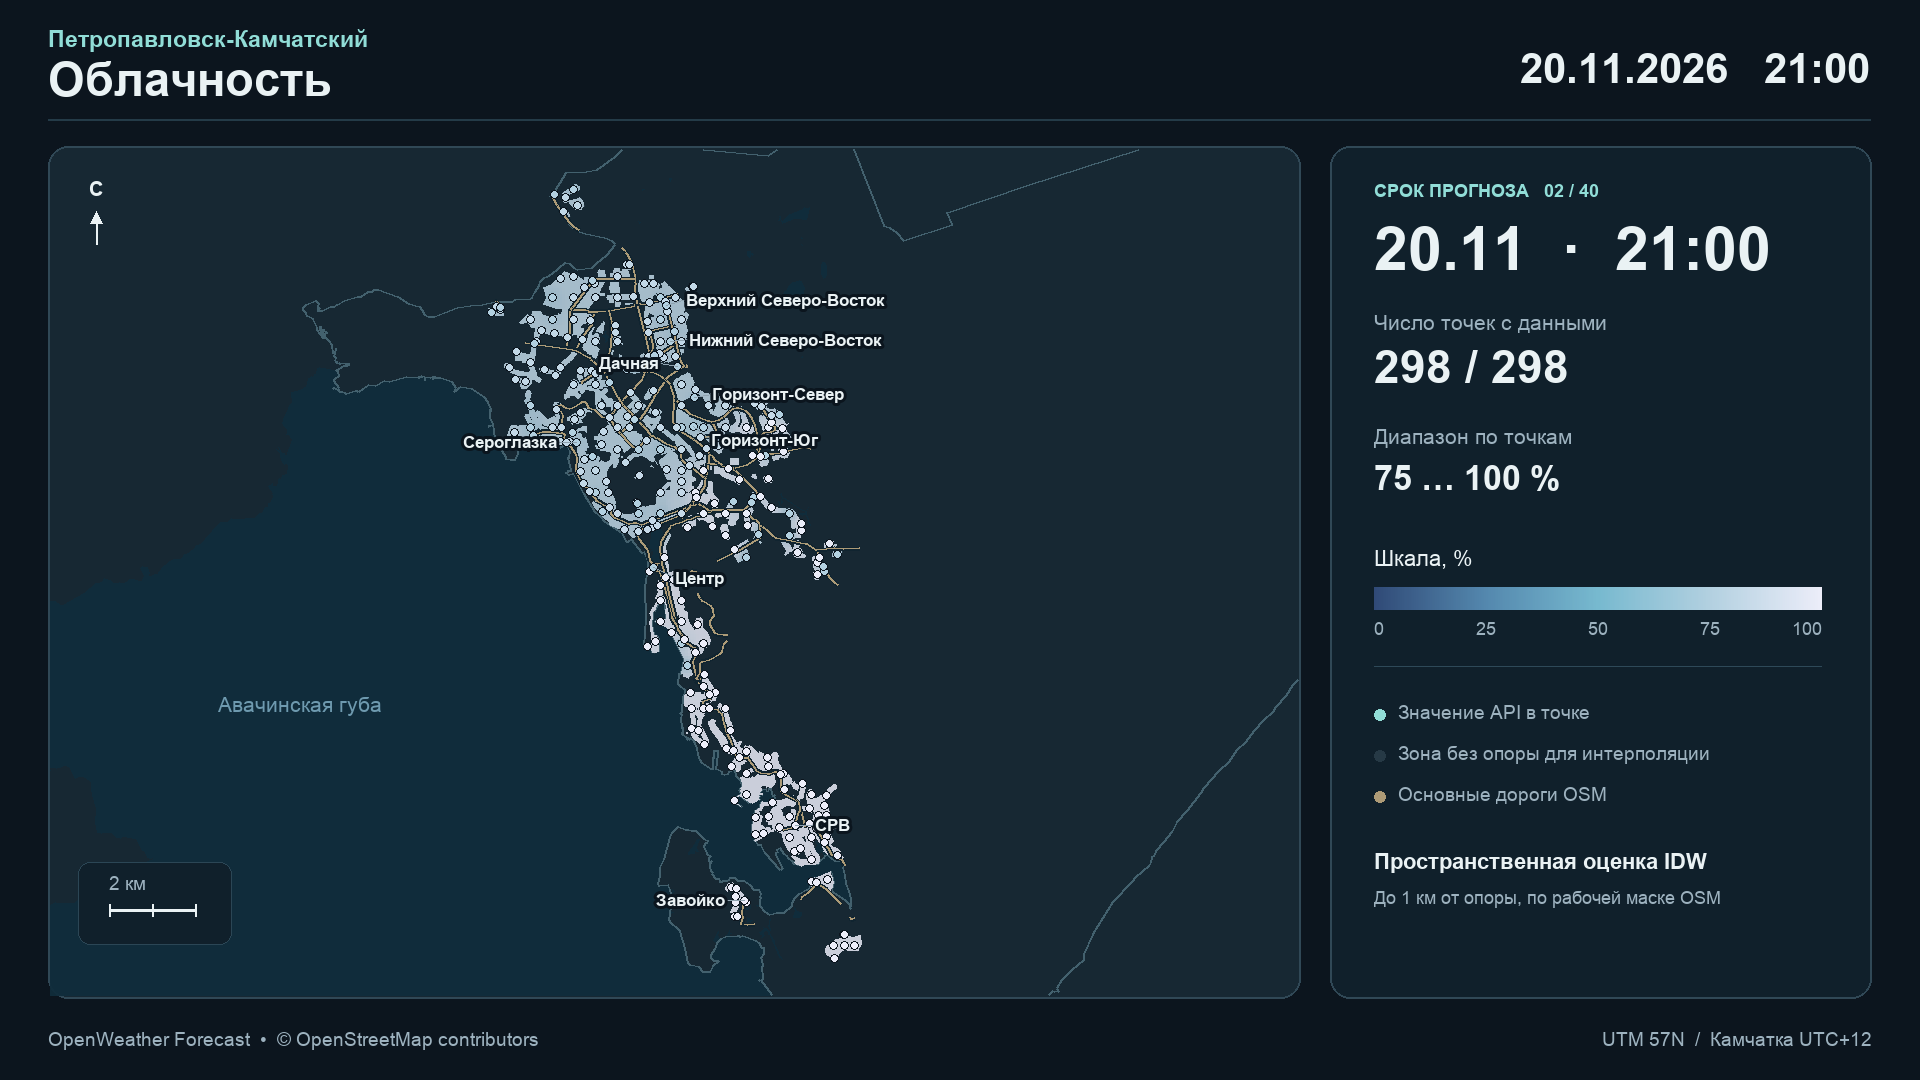 Петропавловск-Камчатский
Облачность
20.11.2026 21:00
С
Верхний Северо-Восток
Нижний Северо-Восток
Дачная
Горизонт-Север
Сероглазка
Горизонт-Юг
Центр
Авачинская губа
СРВ
Завойко
2 км
СРОК ПРОГНОЗА 02 / 40
20.11 · 21:00
Число точек с данными
298 / 298
Диапазон по точкам
75 ... 100 %
Шкала, %
0 25 50 75 100
Значение API в точке
Зона без опоры для интерполяции
Основные дороги OSM
Пространственная оценка IDW
До 1 км от опоры, по рабочей маске OSM
OpenWeather Forecast • © OpenStreetMap contributors
UTM 57N / Камчатка UTC+12